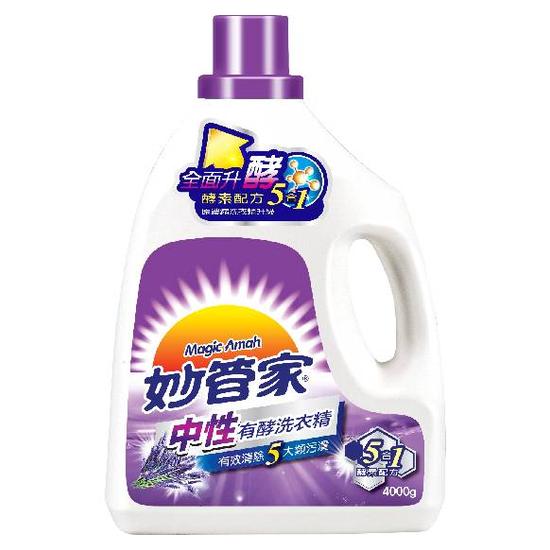 全面升酵
酵素配方5合1
Magic Amah
妙管家®
中性有酵洗衣精
有效消除5大類污漬
5合1
酵素配方
4000g